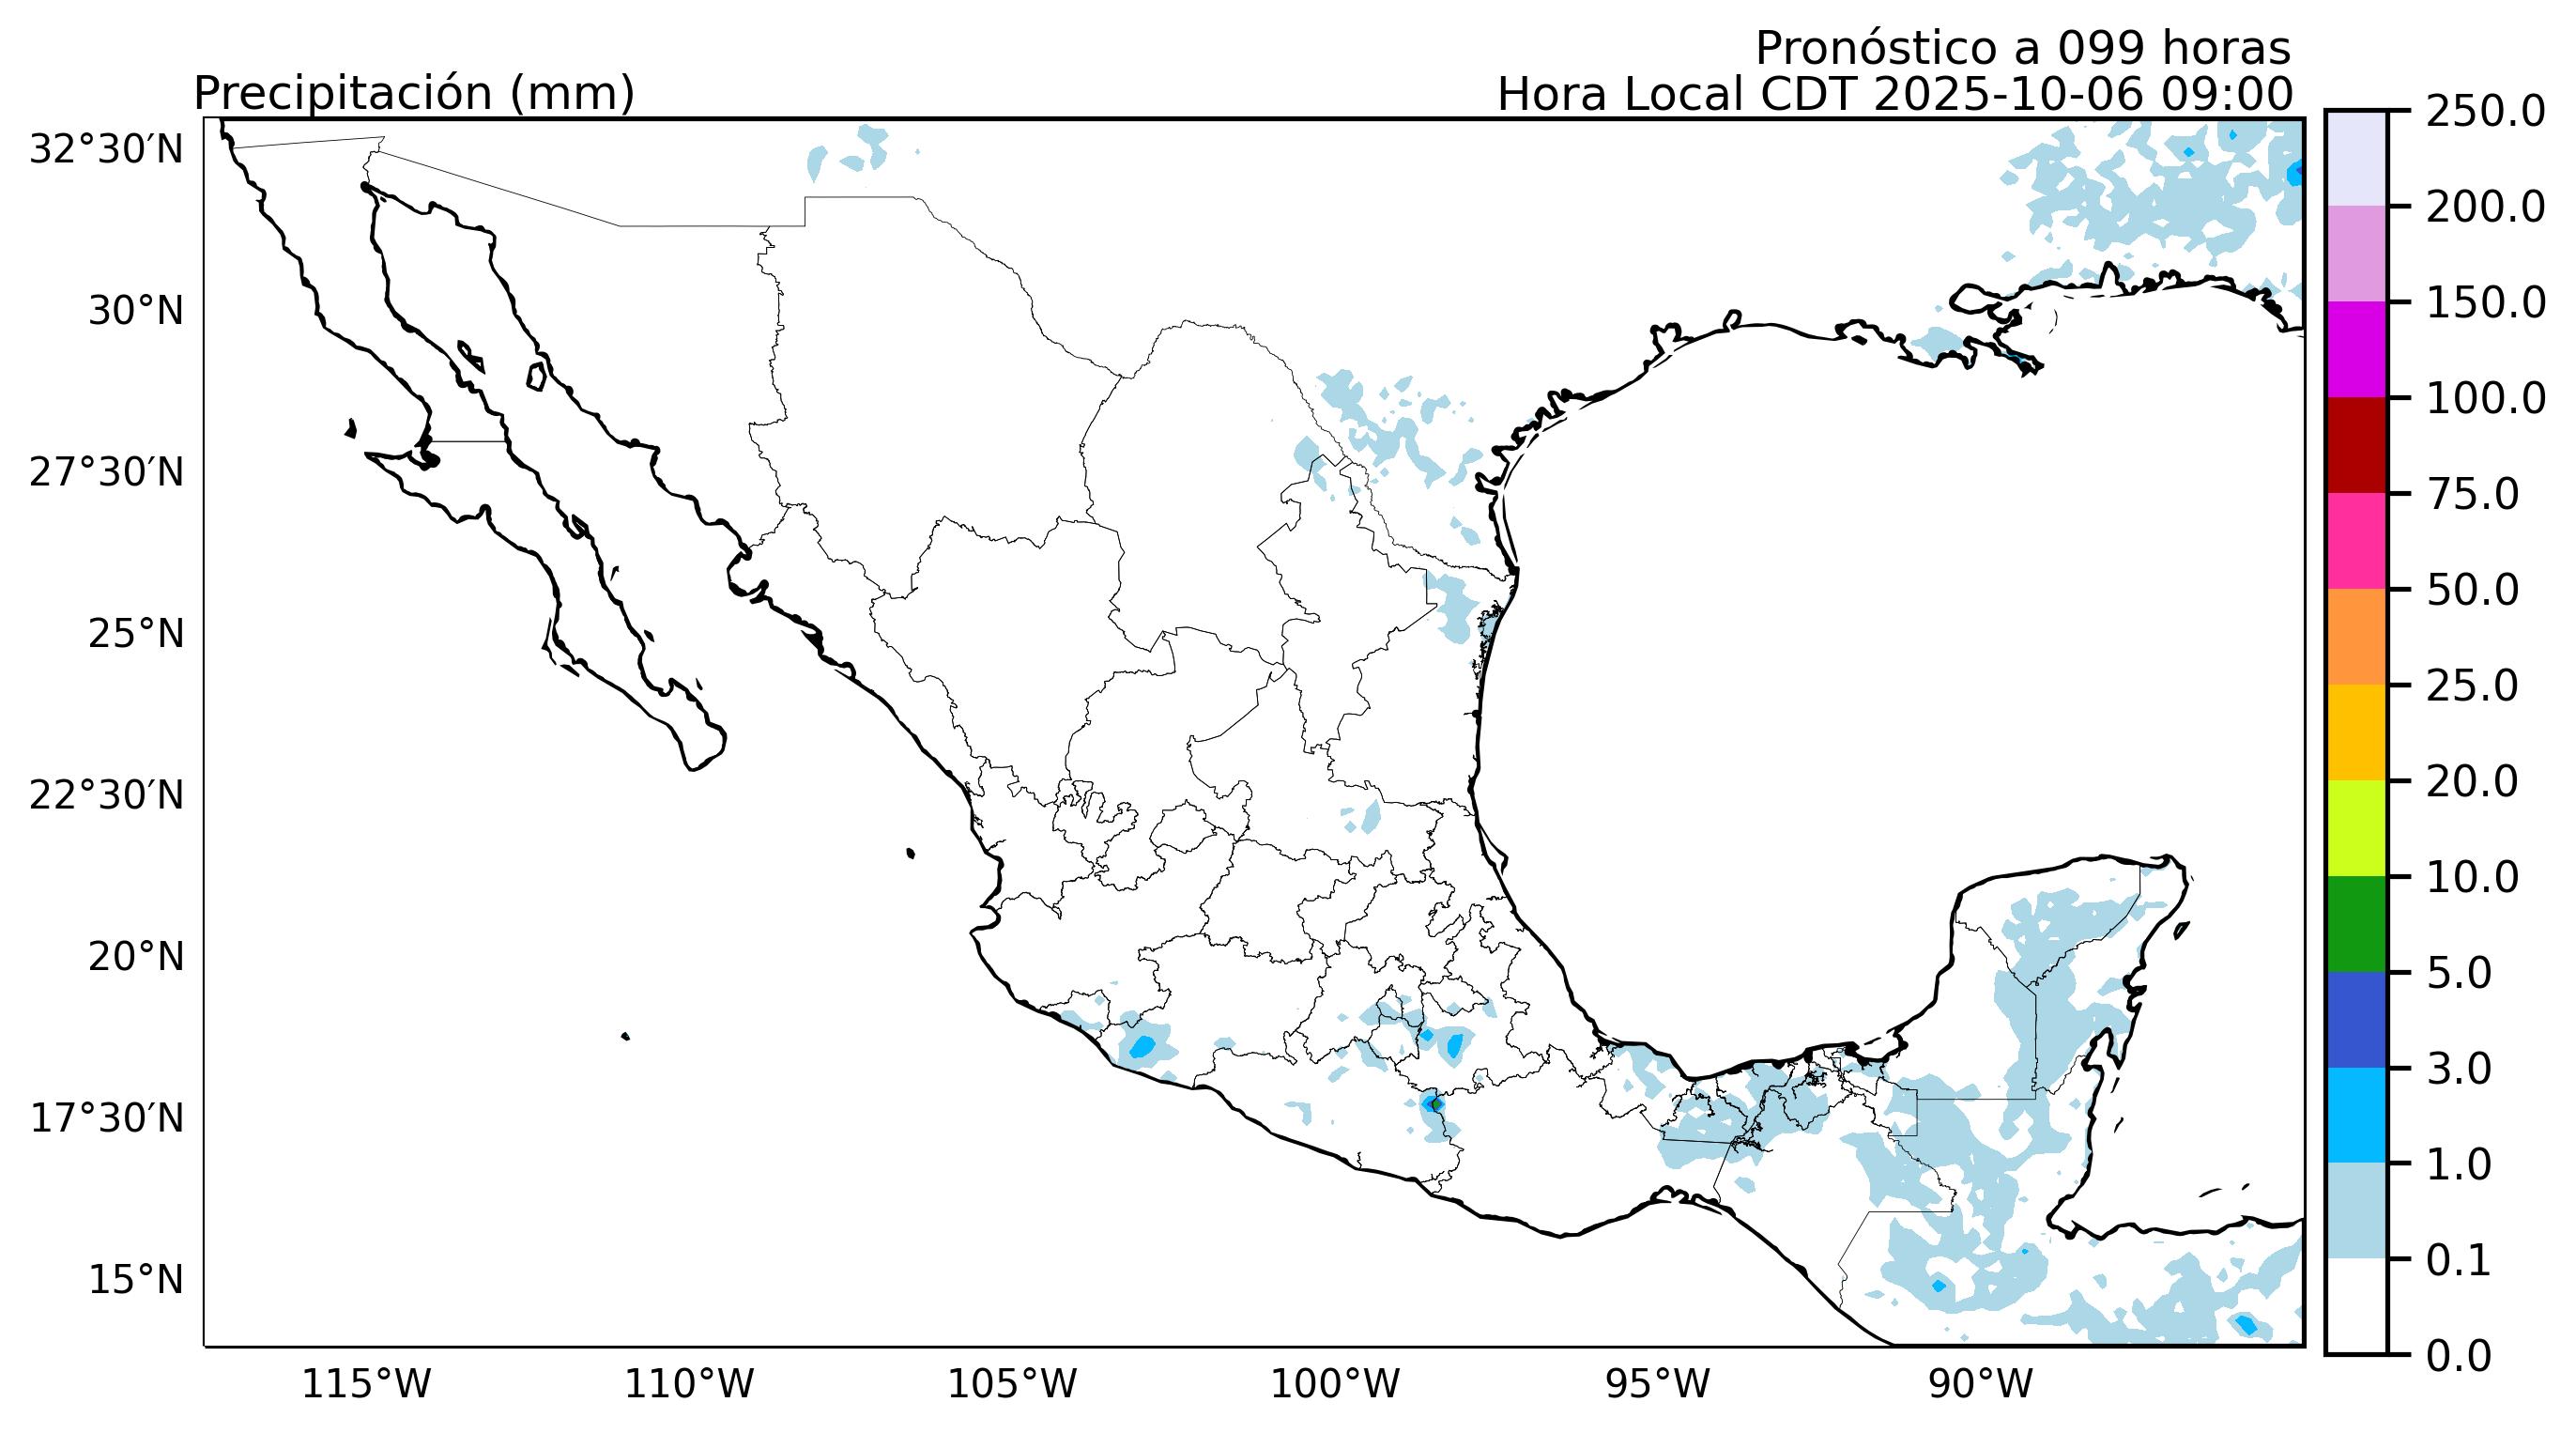 Pronóstico a 099 horas
Precipitación (mm)
Hora Local CDT 2025-10-06 09:00
32°30′N
30°N
27°30′N
25°N
22°30′N
20°N
17°30′N
15°N
115°W
110°W
105°W
100°W
95°W
90°W
250.0
200.0
150.0
100.0
75.0
50.0
25.0
20.0
10.0
5.0
3.0
1.0
0.1
0.0